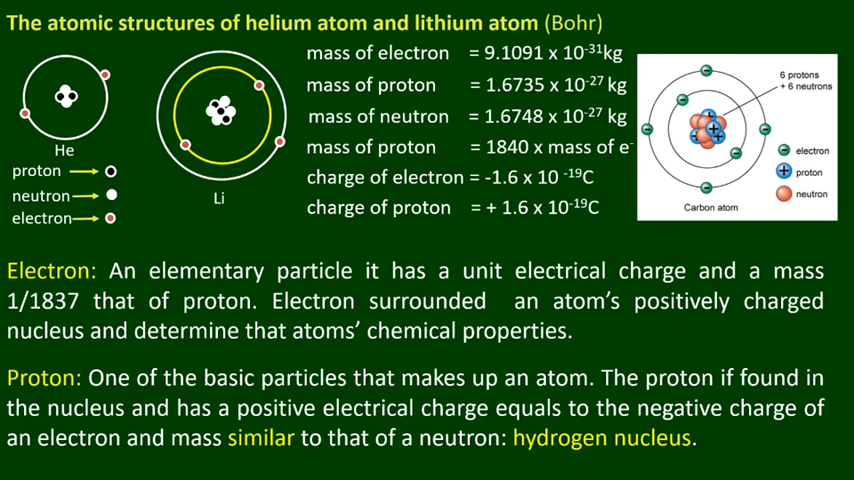 The atomic structures of helium atom and lithium atom (Bohr)
He
proton
neutron
electron
Li
mass of electron = 9.1091 x 10⁻³¹kg
mass of proton = 1.6735 x 10⁻²⁷ kg
mass of neutron = 1.6748 x 10⁻²⁷ kg
mass of proton = 1840 x mass of e⁻
charge of electron = -1.6 x 10 ⁻¹⁹C
charge of proton = + 1.6 x 10⁻¹⁹C
6 protons
+ 6 neutrons
electron
proton
neutron
Carbon atom
Electron: An elementary particle it has a unit electrical charge and a mass
1/1837 that of proton. Electron surrounded an atom's positively charged
nucleus and determine that atoms' chemical properties.
Proton: One of the basic particles that makes up an atom. The proton if found in
the nucleus and has a positive electrical charge equals to the negative charge of
an electron and mass similar to that of a neutron: hydrogen nucleus.